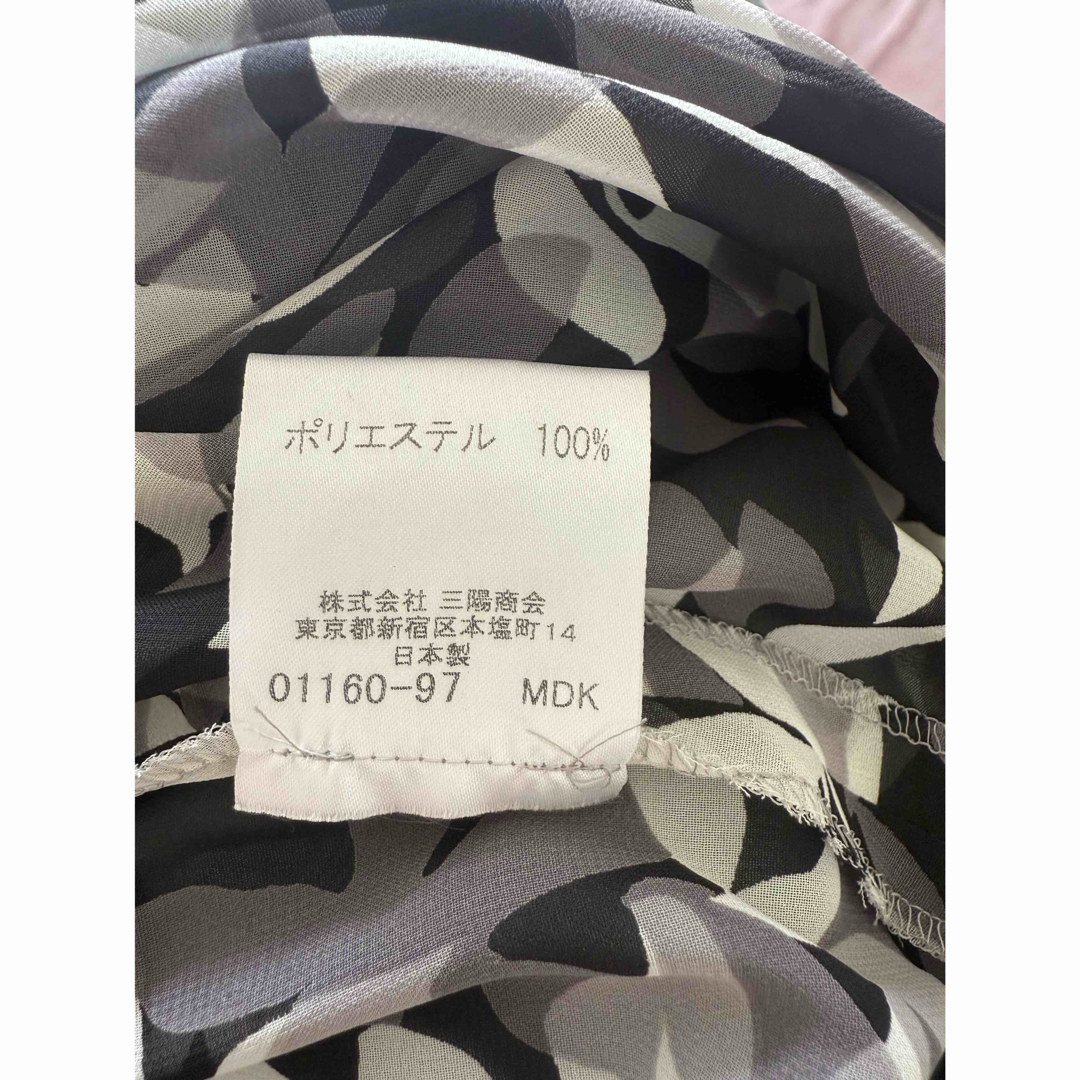 ポリエステル 100%
株式会社 三陽商会
東京都新宿区本塩町14
日本製
01160-97 MDK